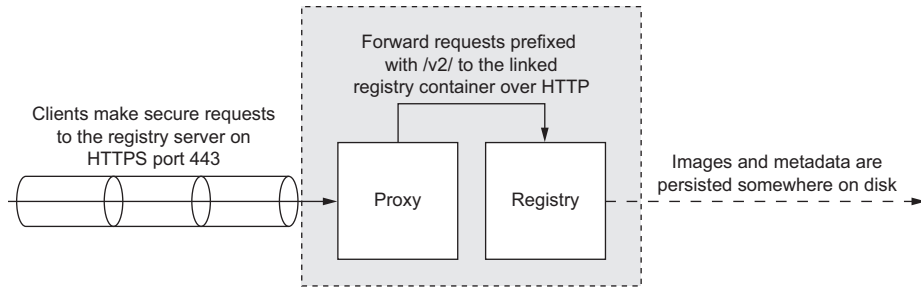 Clients make secure requests
to the registry server on
HTTPS port 443
Forward requests prefixed
with /v2/ to the linked
registry container over HTTP
Proxy
Registry
Images and metadata are
persisted somewhere on disk